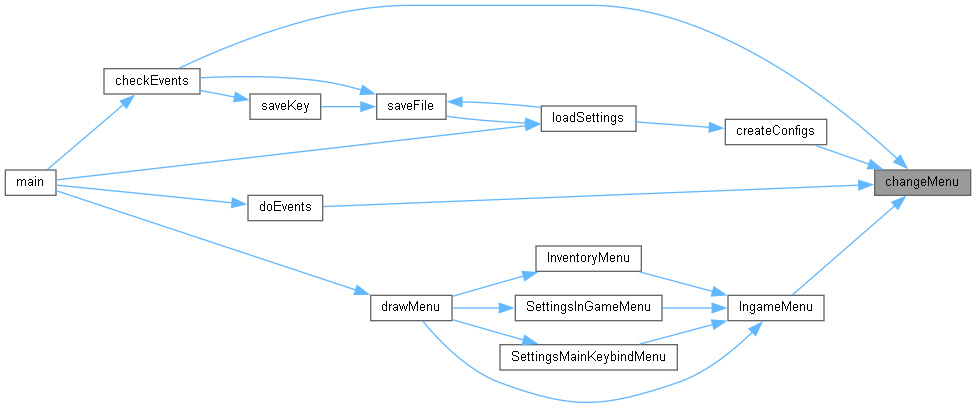 checkEvents
saveKey
saveFile
loadSettings
createConfigs
main
changeMenu
doEvents
InventoryMenu
drawMenu
SettingsInGameMenu
IngameMenu
SettingsMainKeybindMenu